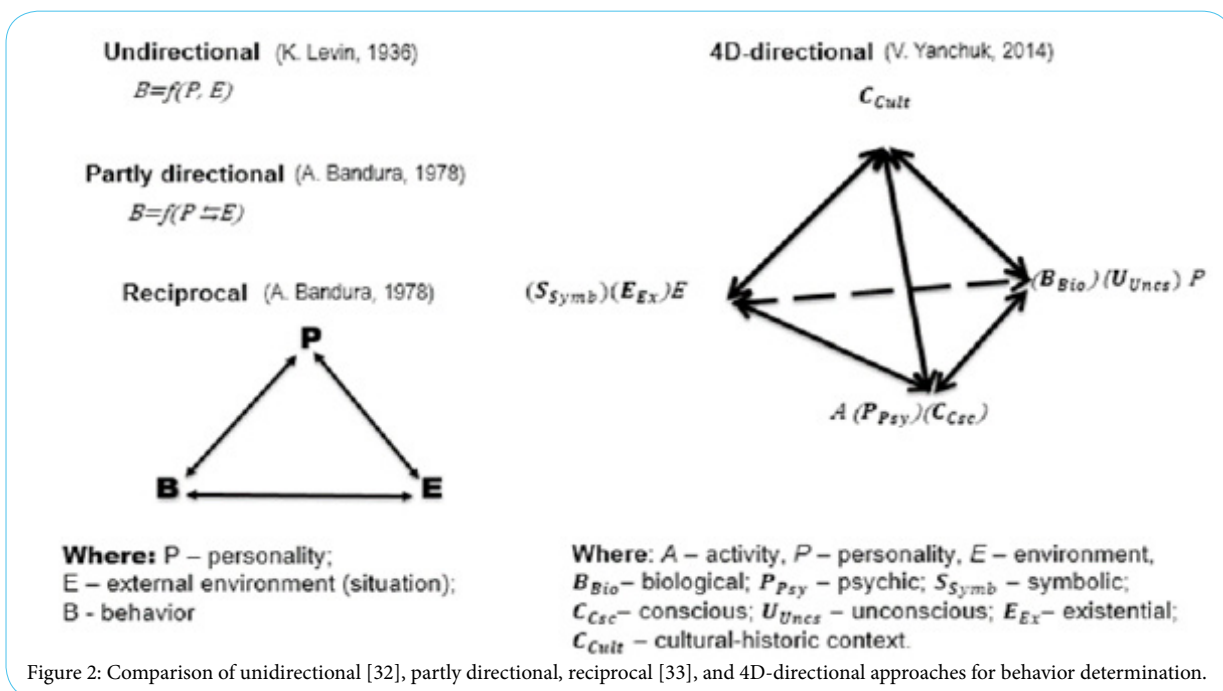 Undirectional (K. Levin, 1936)
B=f(P, E)
Partly directional (A. Bandura, 1978)
B=f(P ⇆E)
Reciprocal (A. Bandura, 1978)
P
B
E
Where: P – personality;
E – external environment (situation);
B - behavior
4D-directional (V. Yanchuk, 2014)
C_Cult
(S_Symb)(E_Ex)E
(B_Bio)(U_Uncs) P
A (P_Psy)(C_Csc)
Where: A – activity, P – personality, E – environment,
B_Bio– biological; P_Psy – psychic; S_Symb – symbolic;
C_Csc– conscious; U_Uncs – unconscious; E_Ex– existential;
C_Cult – cultural-historic context.
Figure 2: Comparison of unidirectional [32], partly directional, reciprocal [33], and 4D-directional approaches for behavior determination.